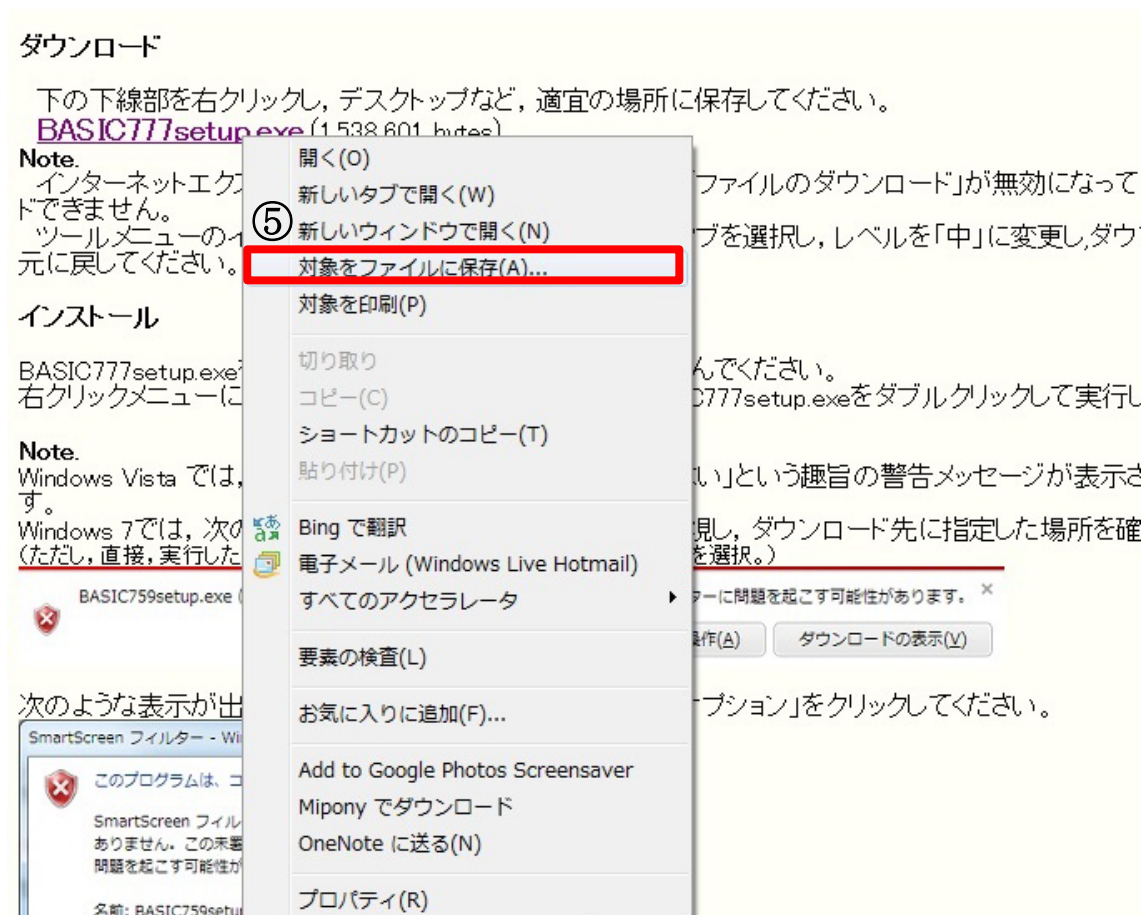 ダウンロード
下の下線部を右クリックし，デスクトップなど，適宜の場所に保存してください。
BASIC777setup.exe(1,538,601 bytes)
Note.
インターネットエク
ファイルのダウンロード」が無効になって
ドできません。
ツールメニューのイ
ブを選択し，レベルを「中」に変更し,ダウ
元に戻してください。
インストール
BASIC777setup.exe
んでください。
右クリックメニューに
C777setup.exeをダブルクリックして実行し
Note.
Windows Vista では,
い」という趣旨の警告メッセージが表示さ
す。
Windows 7では，次の
視し，ダウンロード先に指定した場所を確
(ただし，直接，実行した
を選択。)
BASIC759setup.exe (
ターに問題を起こす可能性があります。 ×
操作(A)
ダウンロードの表示(V)
次のような表示が出
プション」をクリックしてください。
SmartScreen フィルター - Wi
このプログラムは、コ
SmartScreen フィル
ありません。この未署
問題を起こす可能性が
名前: BASIC759setu
⑤
開く(O)
新しいタブで開く(W)
新しいウィンドウで開く(N)
対象をファイルに保存(A)...
対象を印刷(P)
切り取り
コピー(C)
ショートカットのコピー(T)
貼り付け(P)
Bing で翻訳
電子メール (Windows Live Hotmail)
すべてのアクセラレータ
要素の検査(L)
お気に入りに追加(F)...
Add to Google Photos Screensaver
Mipony でダウンロード
OneNote に送る(N)
プロパティ(R)